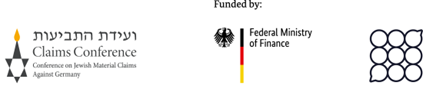 Funded by:
ועידת התביעות
Claims Conference
Conference on Jewish Material Claims
Against Germany
Federal Ministry
of Finance